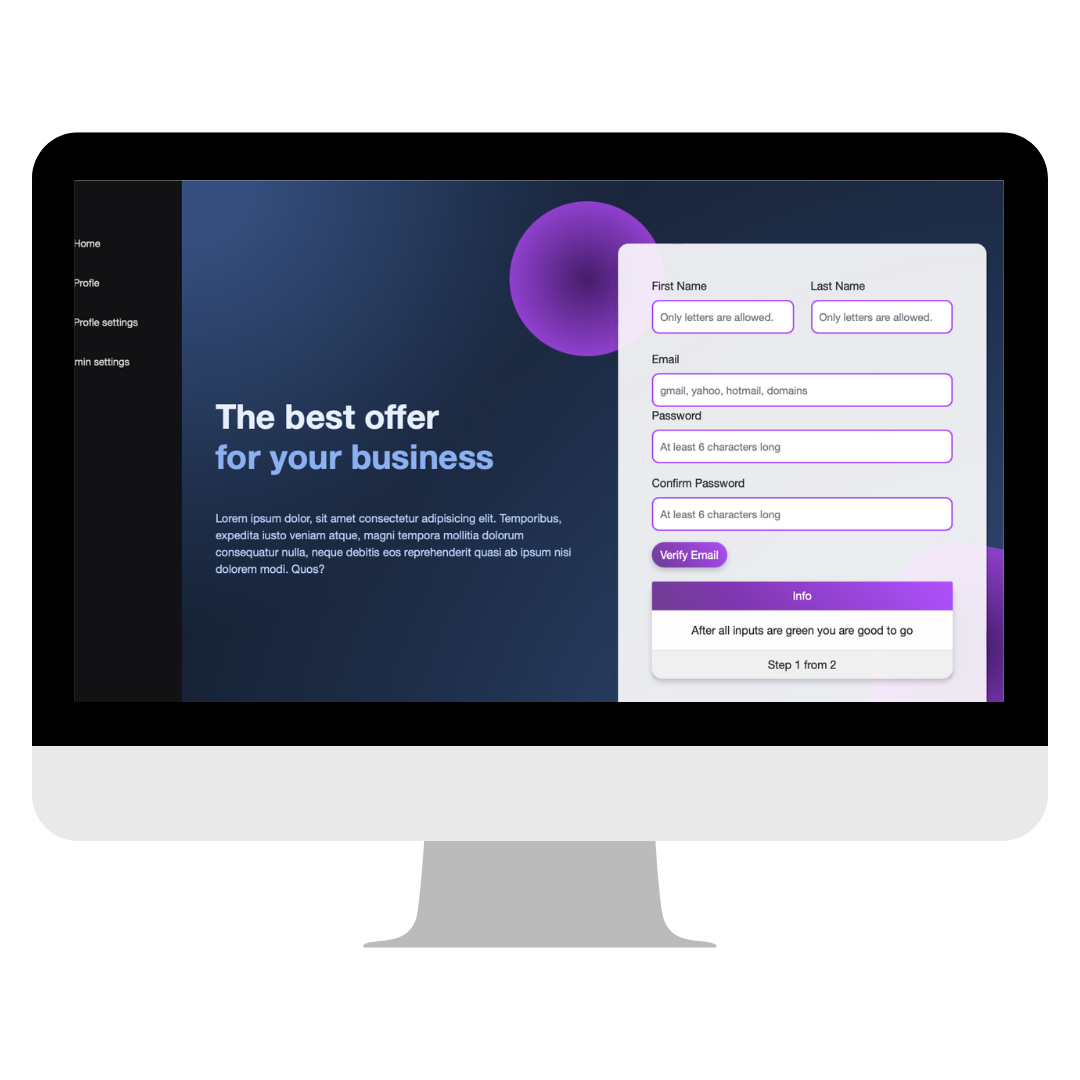 Home
Profle
Profle settings
min settings
The best offer
for your business
Lorem ipsum dolor, sit amet consectetur adipisicing elit. Temporibus,
expedita iusto veniam atque, magni tempora mollitia dolorum
consequatur nulla, neque debitis eos reprehenderit quasi ab ipsum nisi
dolorem modi. Quos?
First Name
Last Name
Only letters are allowed.
Only letters are allowed.
Email
gmail, yahoo, hotmail, domains
Password
At least 6 characters long
Confirm Password
At least 6 characters long
Verify Email
Info
After all inputs are green you are good to go
Step 1 from 2